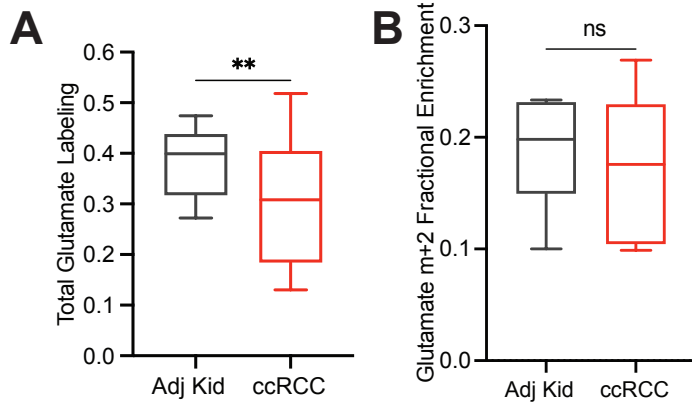 A
Total Glutamate Labeling
0.6
0.5
0.4
0.3
0.2
0.1
0.0
**
Adj Kid
ccRCC
B
Glutamate m+2 Fractional Enrichment
0.3
0.2
0.1
0.0
ns
Adj Kid
ccRCC